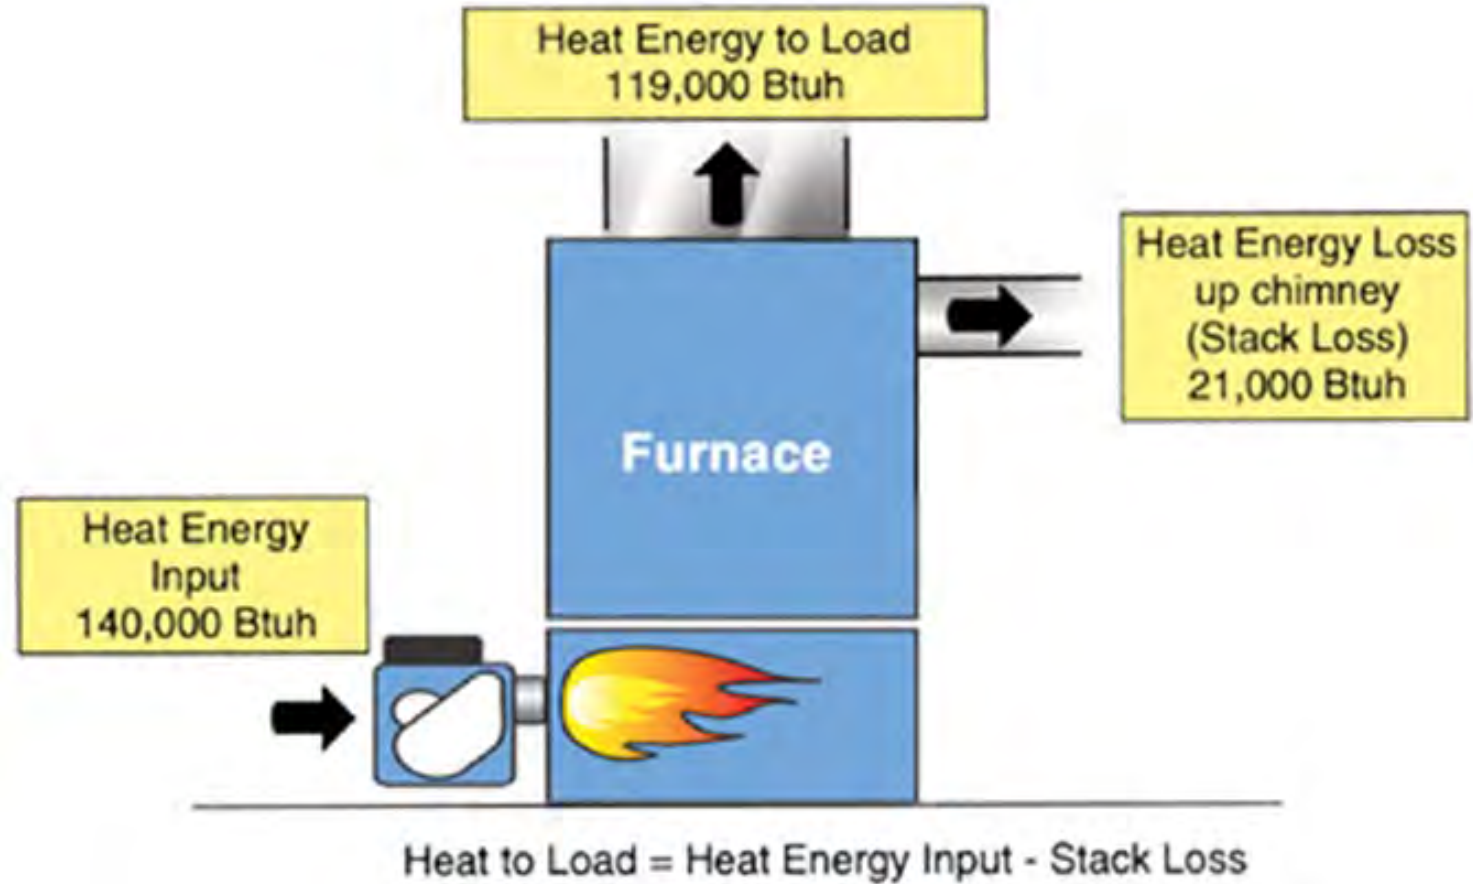 Heat Energy to Load
119,000 Btuh
Heat Energy Loss
up chimney
(Stack Loss)
21,000 Btuh
Furnace
Heat Energy
Input
140,000 Btuh
Heat to Load = Heat Energy Input - Stack Loss